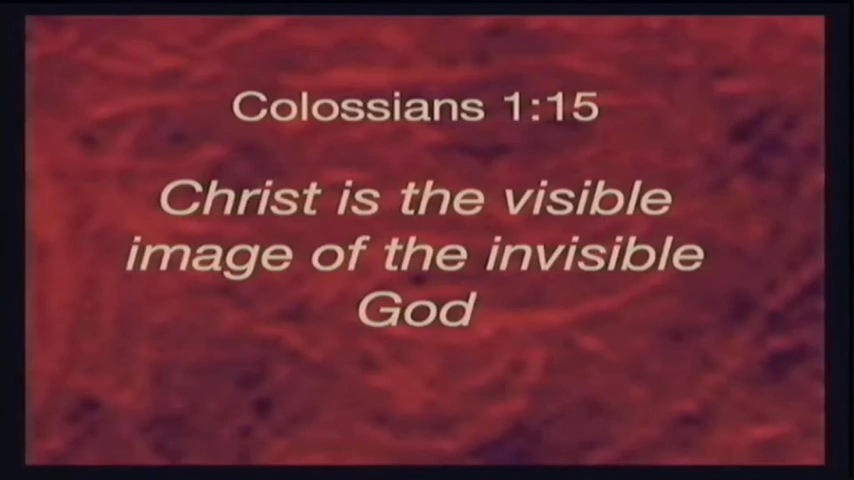 Colossians 1:15
Christ is the visible
image of the invisible
God